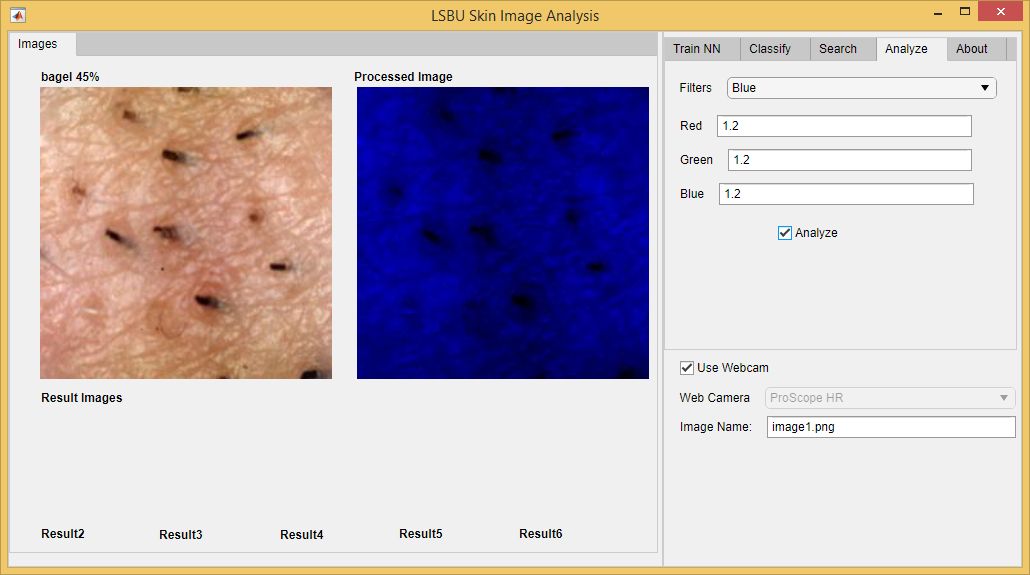 LSBU Skin Image Analysis
Images
bagel 45%
Processed Image
Result Images
Result2
Result3
Result4
Result5
Result6
Train NN
Classify
Search
Analyze
About
Filters
Blue
Red
1.2
Green
1.2
Blue
1.2
Analyze
Use Webcam
Web Camera
ProScope HR
Image Name:
image1.png